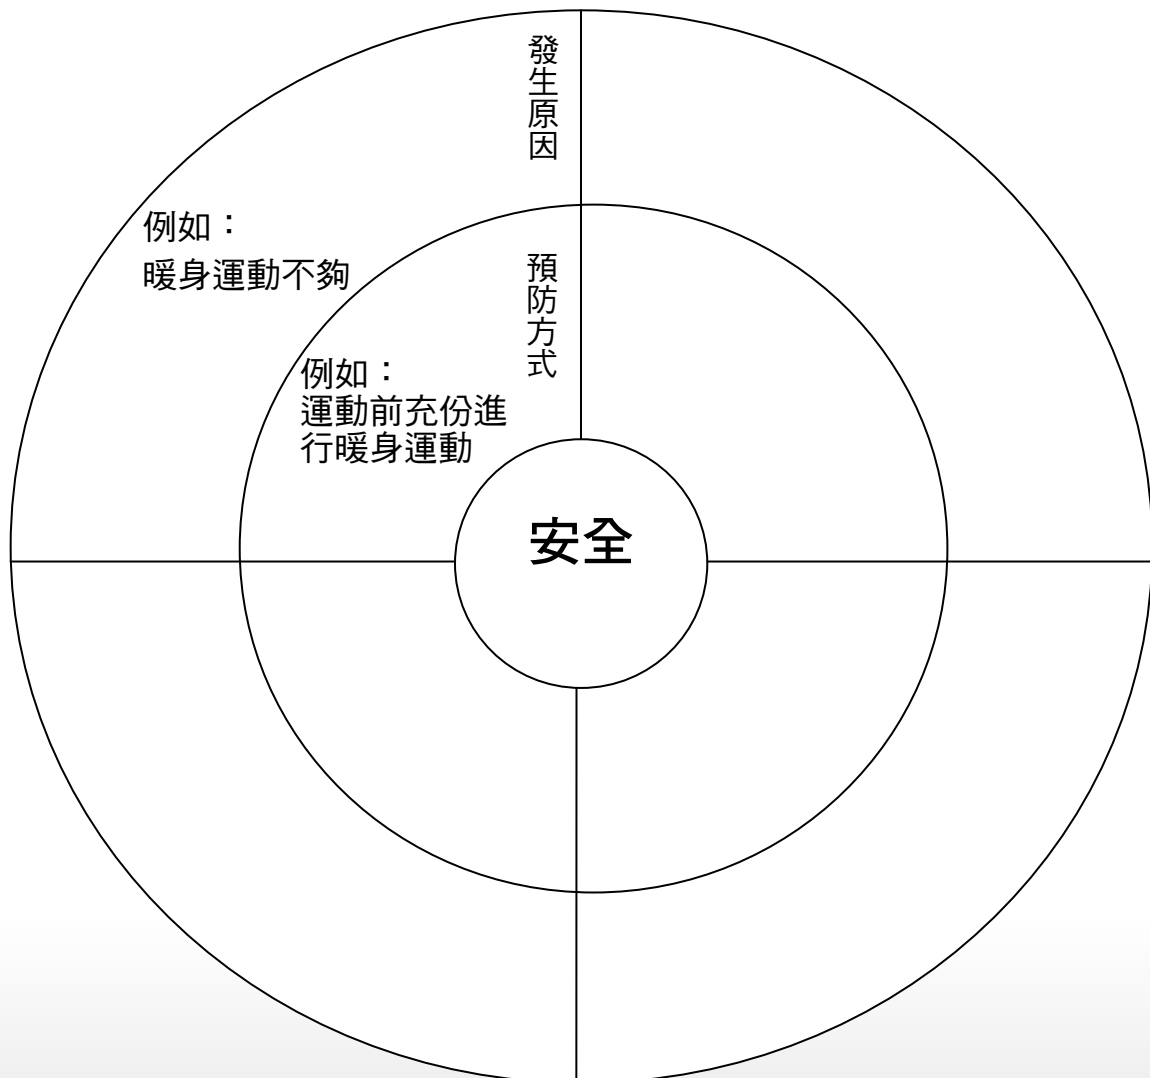 發生原因
例如：
暖身運動不夠
預防方式
例如：
運動前充份進
行暖身運動
安全